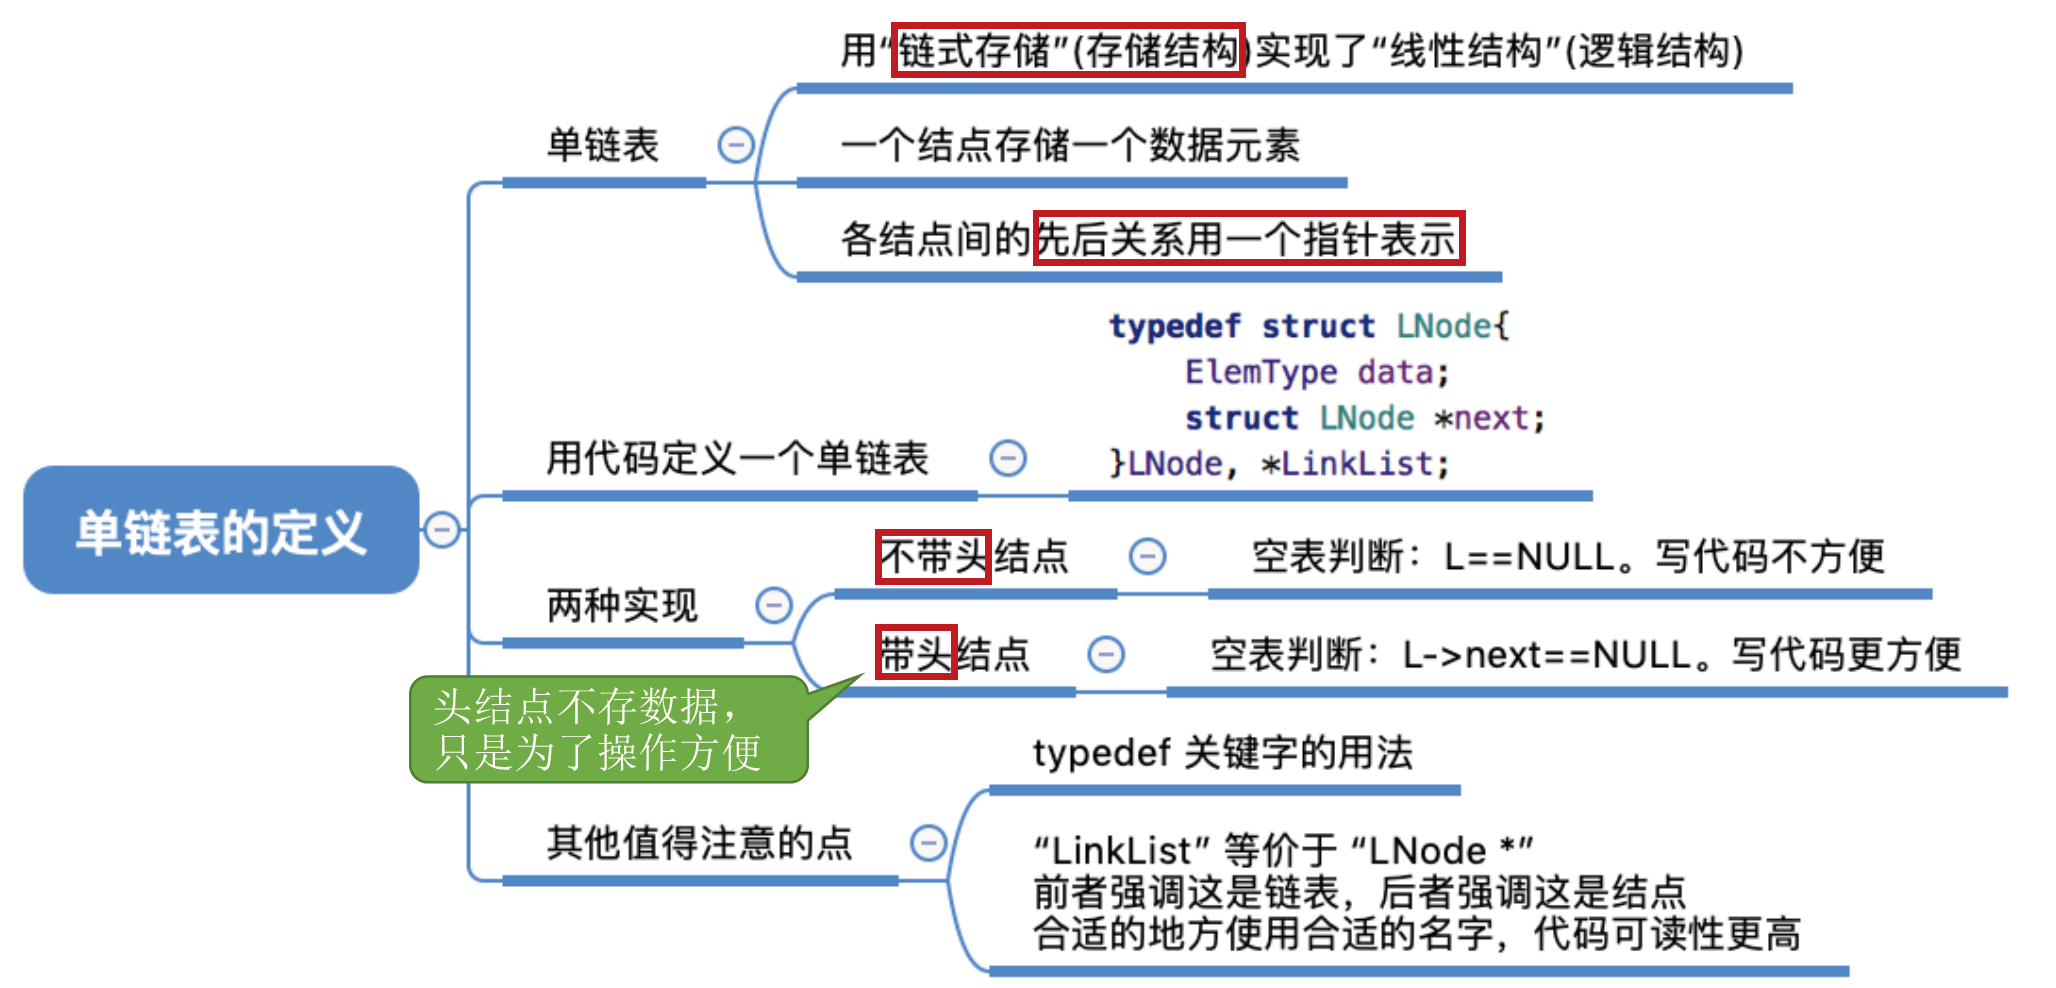 单链表的定义
单链表
用“链式存储”(存储结构)实现了“线性结构”(逻辑结构)
一个结点存储一个数据元素
各结点间的先后关系用一个指针表示
用代码定义一个单链表
typedef struct LNode{
    ElemType data;
    struct LNode *next;
}LNode, *LinkList;
两种实现
不带头结点
空表判断：L==NULL。写代码不方便
带头结点
空表判断：L->next==NULL。写代码更方便
头结点不存数据，
只是为了操作方便
其他值得注意的点
typedef 关键字的用法
“LinkList” 等价于 “LNode *”
前者强调这是链表，后者强调这是结点
合适的地方使用合适的名字，代码可读性更高